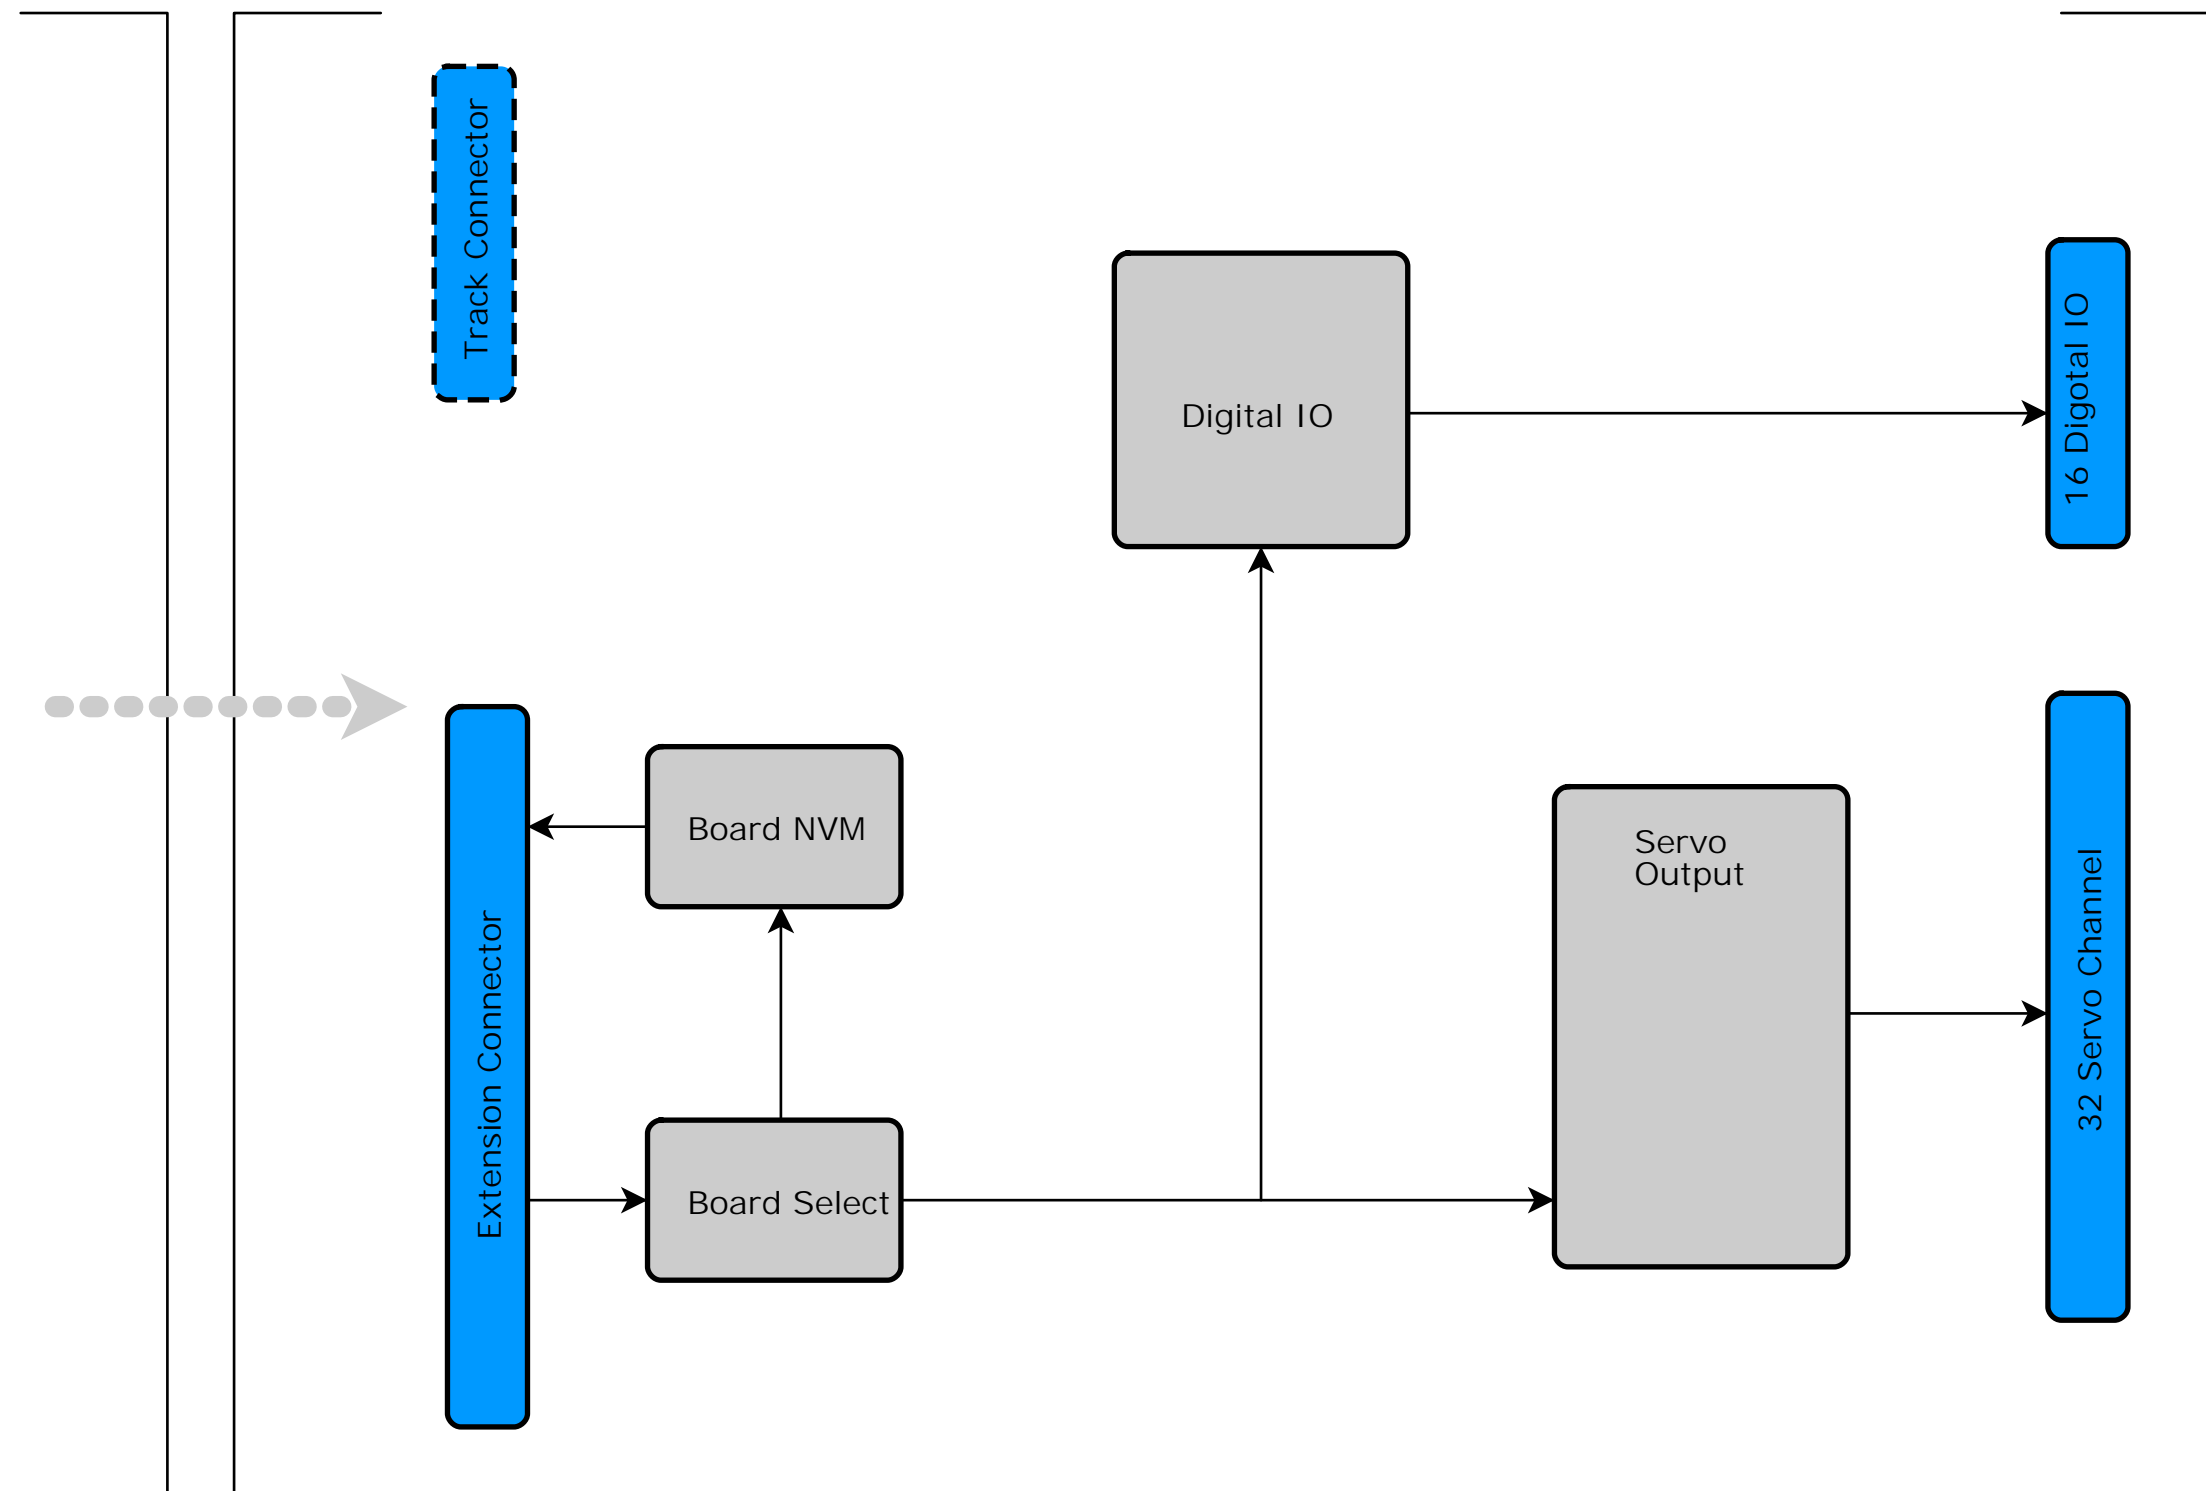 Track Connector
Digital IO
16 Digotal IO
Board NVM
Servo
Output
Extension Connector
32 Servo Channel
Board Select